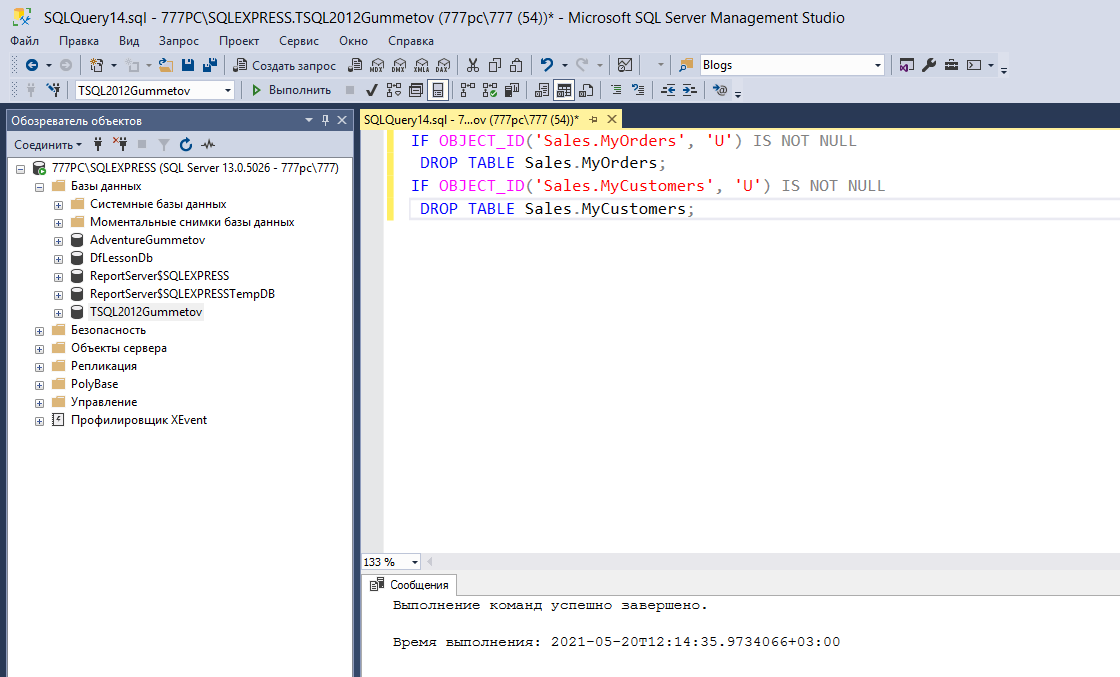 SQLQuery14.sql - 777PC\SQLEXPRESS.TSQL2012Gummetov (777pc\777 (54))* - Microsoft SQL Server Management Studio
Файл Правка Вид Запрос Проект Сервис Окно Справка
Создать запрос MDX DMX XMLA DAX Blogs
TSQL2012Gummetov Выполнить
Обозреватель объектов
Соединить
777PC\SQLEXPRESS (SQL Server 13.0.5026 - 777pc\777)
Базы данных
Системные базы данных
Моментальные снимки базы данных
AdventureGummetov
DfLessonDb
ReportServer$SQLEXPRESS
ReportServer$SQLEXPRESSTempDB
TSQL2012Gummetov
Безопасность
Объекты сервера
Репликация
PolyBase
Управление
Профилировщик XEvent
SQLQuery14.sql - 7...ov (777pc\777 (54))*
IF OBJECT_ID('Sales.MyOrders', 'U') IS NOT NULL
DROP TABLE Sales.MyOrders;
IF OBJECT_ID('Sales.MyCustomers', 'U') IS NOT NULL
DROP TABLE Sales.MyCustomers;
133 %
Сообщения
Выполнение команд успешно завершено.
Время выполнения: 2021-05-20T12:14:35.9734066+03:00